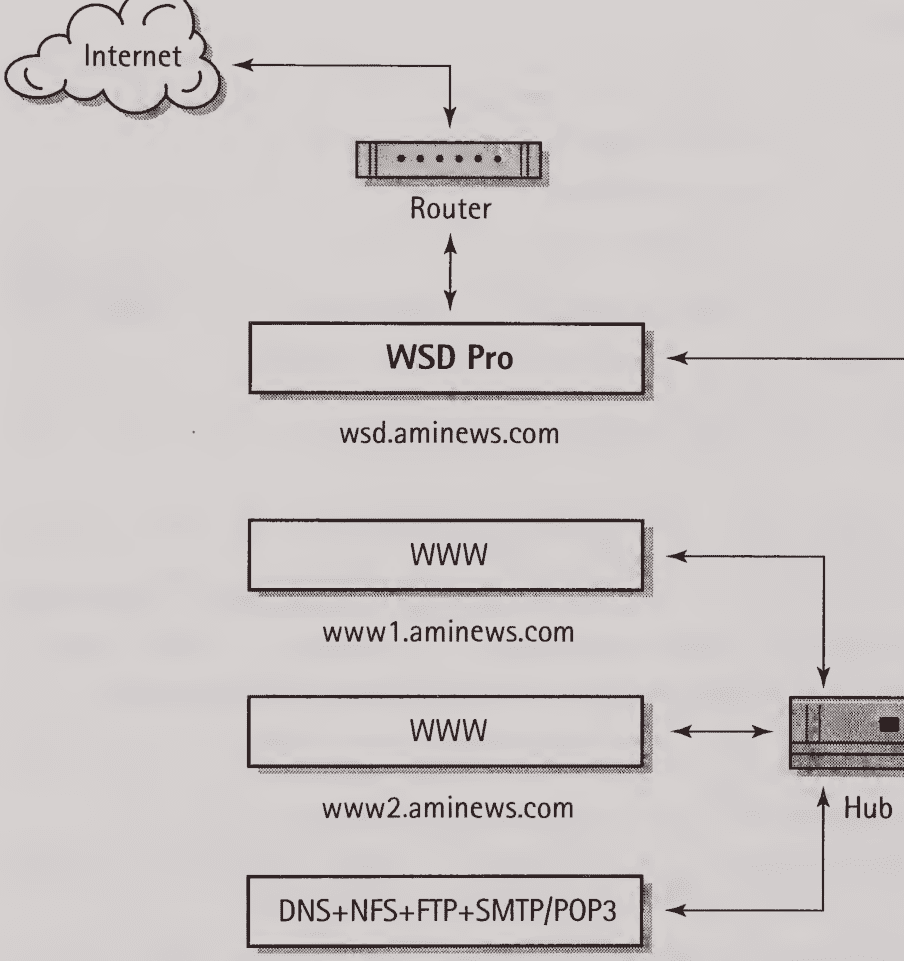 Internet
Router
WSD Pro
wsd.aminews.com
WWW
www1.aminews.com
WWW
www2.aminews.com
Hub
DNS+NFS+FTP+SMTP/POP3